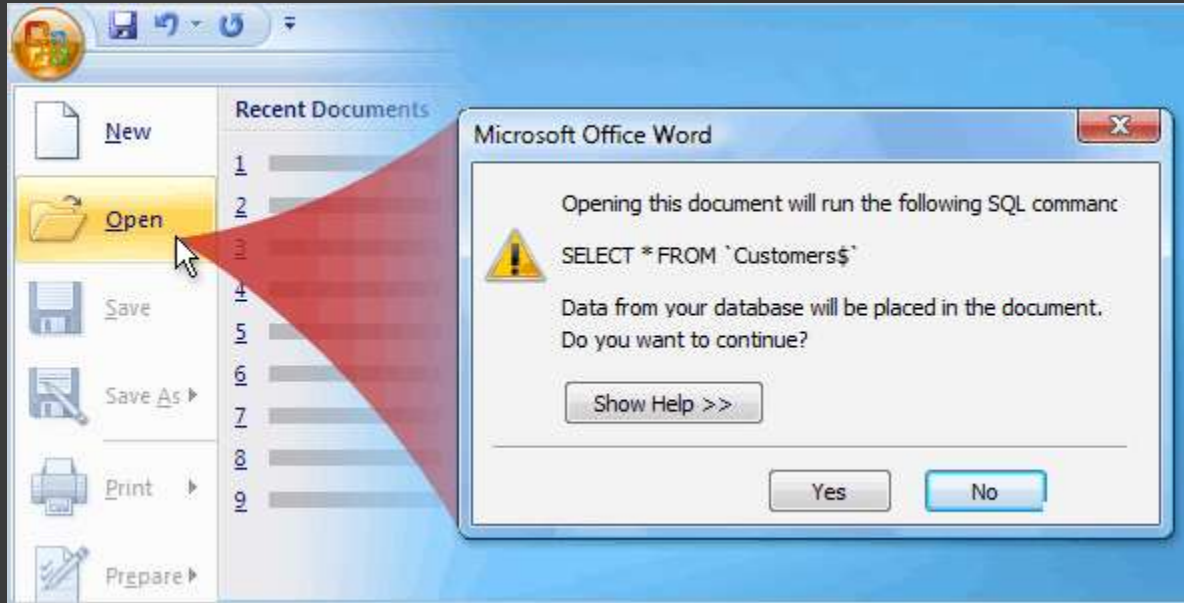 New
Open
Save
Save As
Print
Prepare
Recent Documents
1
2
3
4
5
6
7
8
9
Microsoft Office Word
Opening this document will run the following SQL commanc
SELECT * FROM `Customers$`
Data from your database will be placed in the document.
Do you want to continue?
Show Help >>
Yes No